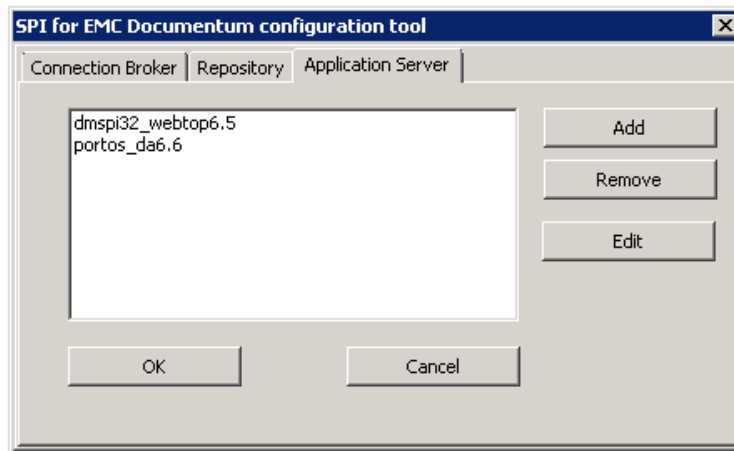 SPI for EMC Documentum configuration tool
Connection Broker Repository Application Server
dmspi32_webtop6.5
portos_da6.6
Add
Remove
Edit
OK Cancel